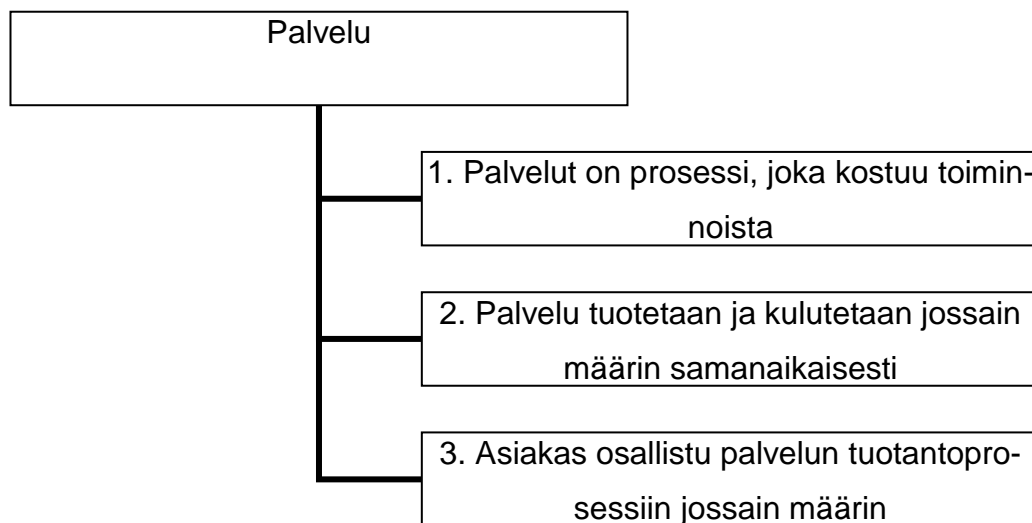 Palvelu
1. Palvelut on prosessi, joka kostuu toimin-
noista
2. Palvelu tuotetaan ja kulutetaan jossain
määrin samanaikaisesti
3. Asiakas osallistu palvelun tuotantopro-
sessiin jossain määrin